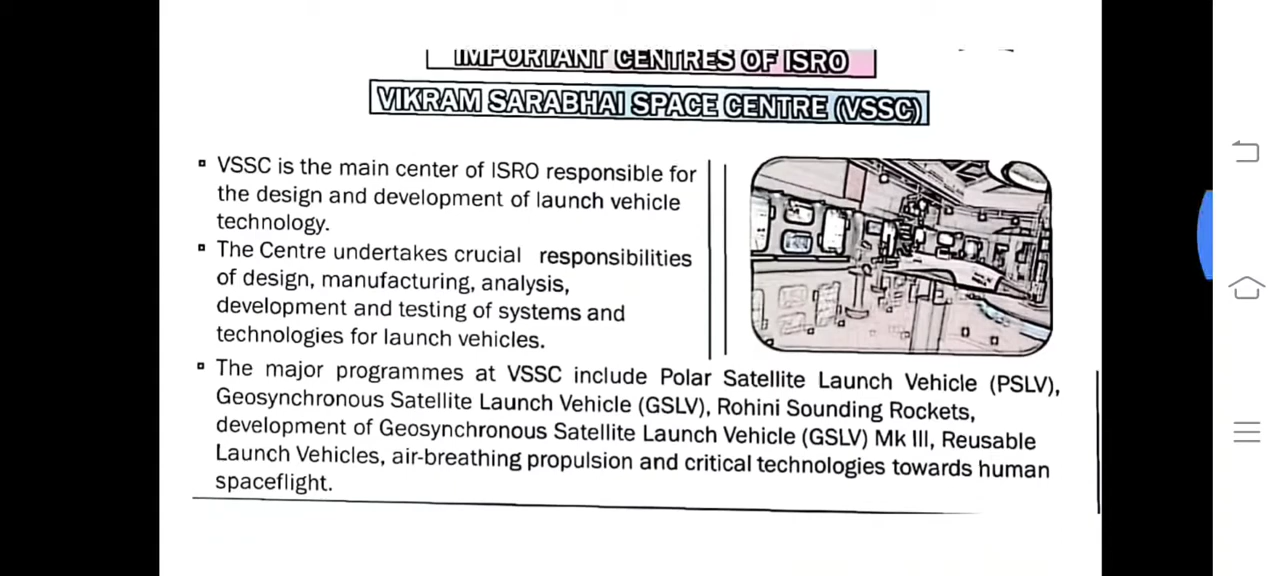 IMPORTANT CENTRES OF ISRO
VIKRAM SARABHAI SPACE CENTRE (VSSC)
▫ VSSC is the main center of ISRO responsible for
the design and development of launch vehicle
technology.
▫ The Centre undertakes crucial responsibilities
of design, manufacturing, analysis,
development and testing of systems and
technologies for launch vehicles.
▫ The major programmes at VSSC include Polar Satellite Launch Vehicle (PSLV),
Geosynchronous Satellite Launch Vehicle (GSLV), Rohini Sounding Rockets,
development of Geosynchronous Satellite Launch Vehicle (GSLV) Mk III, Reusable
Launch Vehicles, air-breathing propulsion and critical technologies towards human
spaceflight.